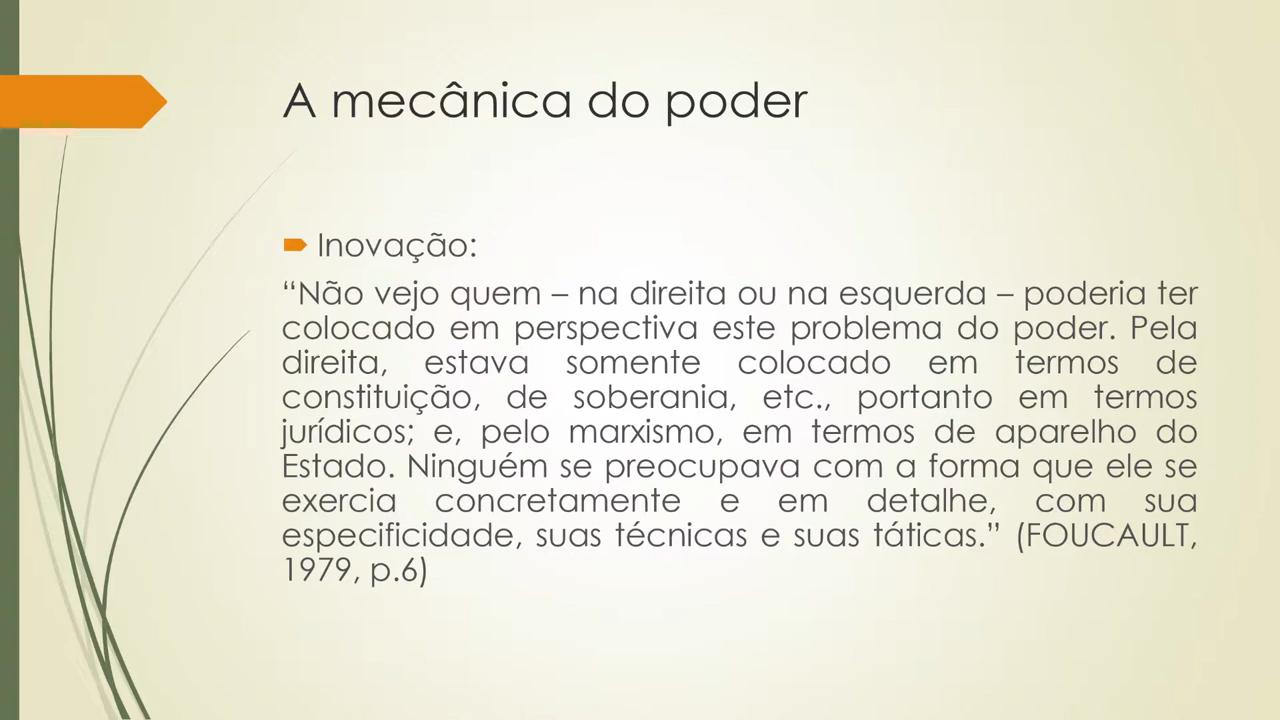 A mecânica do poder
Inovação:
“Não vejo quem – na direita ou na esquerda – poderia ter
colocado em perspectiva este problema do poder. Pela
direita, estava somente colocado em termos de
constituição, de soberania, etc., portanto em termos
jurídicos; e, pelo marxismo, em termos de aparelho do
Estado. Ninguém se preocupava com a forma que ele se
exercia concretamente e em detalhe, com sua
especificidade, suas técnicas e suas táticas.” (FOUCAULT,
1979, p.6)